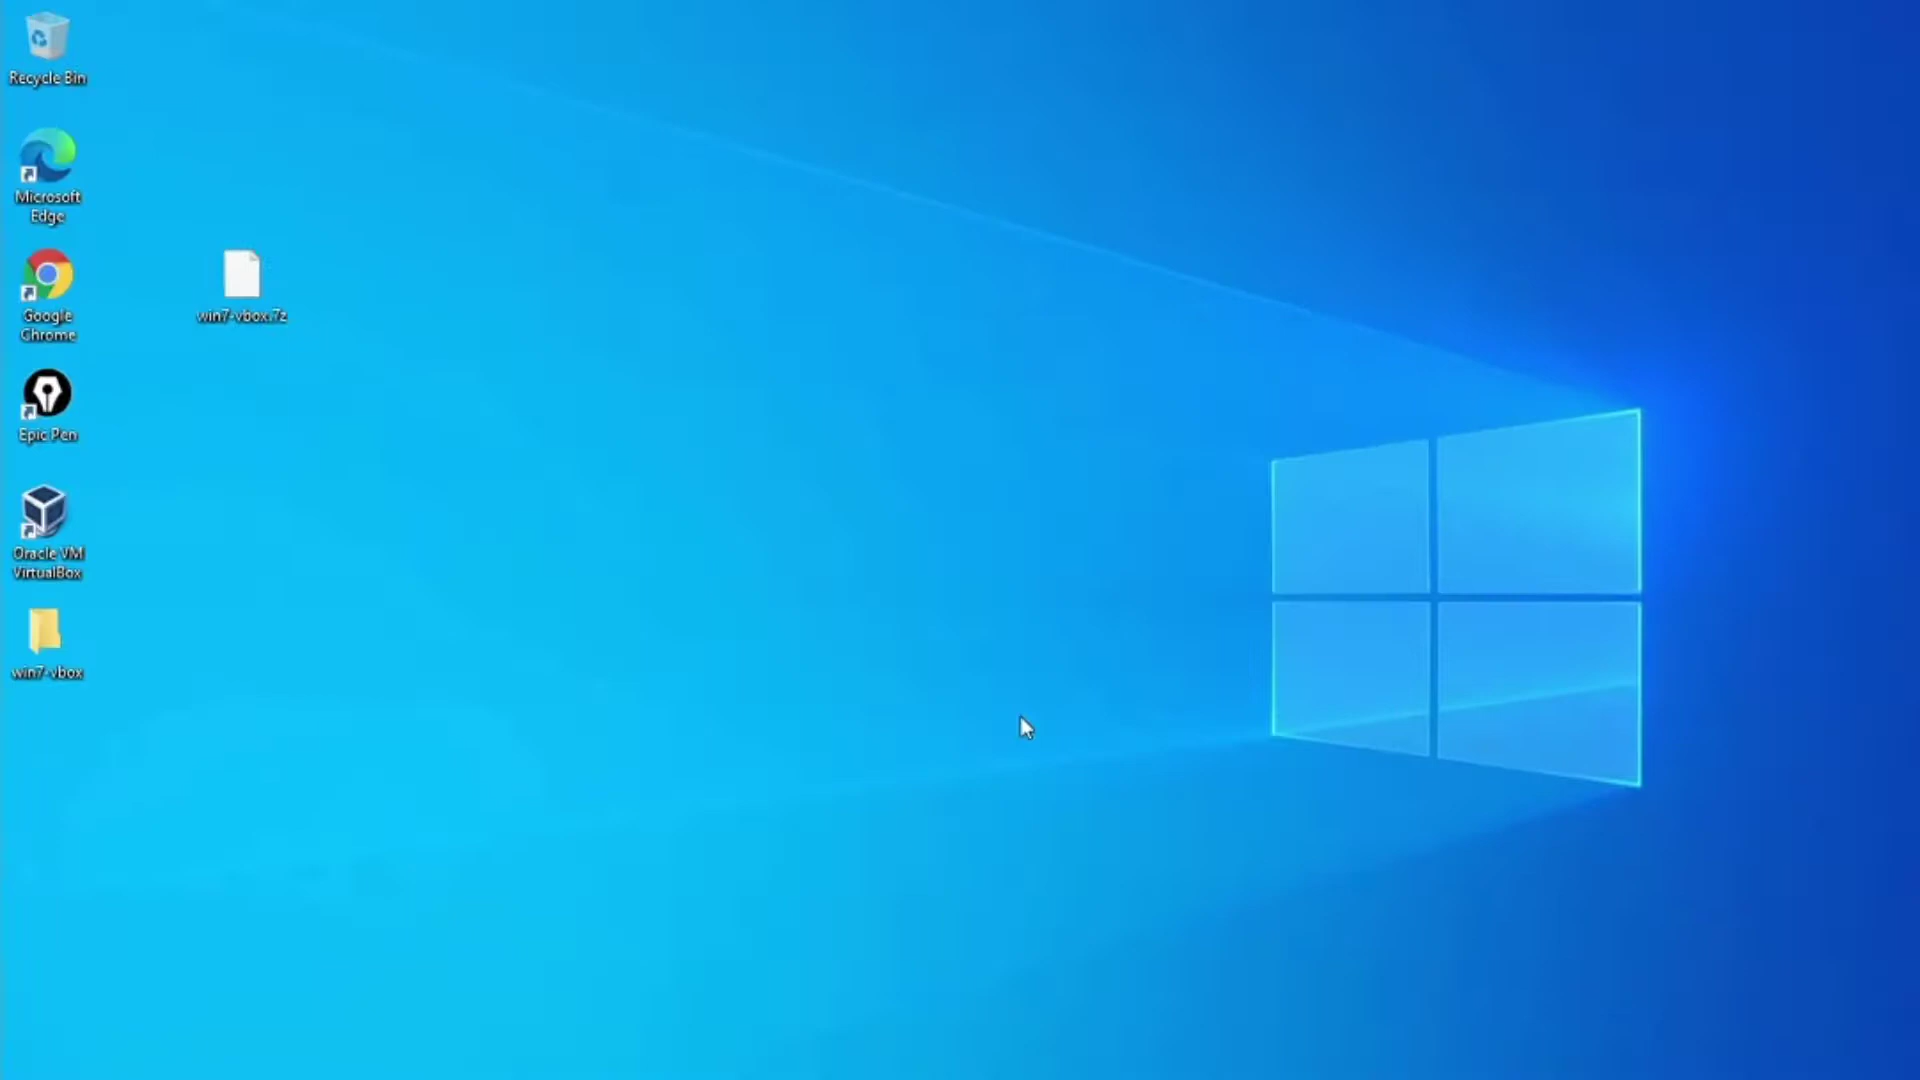 Recycle Bin
Microsoft
Edge
Google
Chrome
win7-vbox.7z
Epic Pen
Oracle VM
VirtualBox
win7-vbox